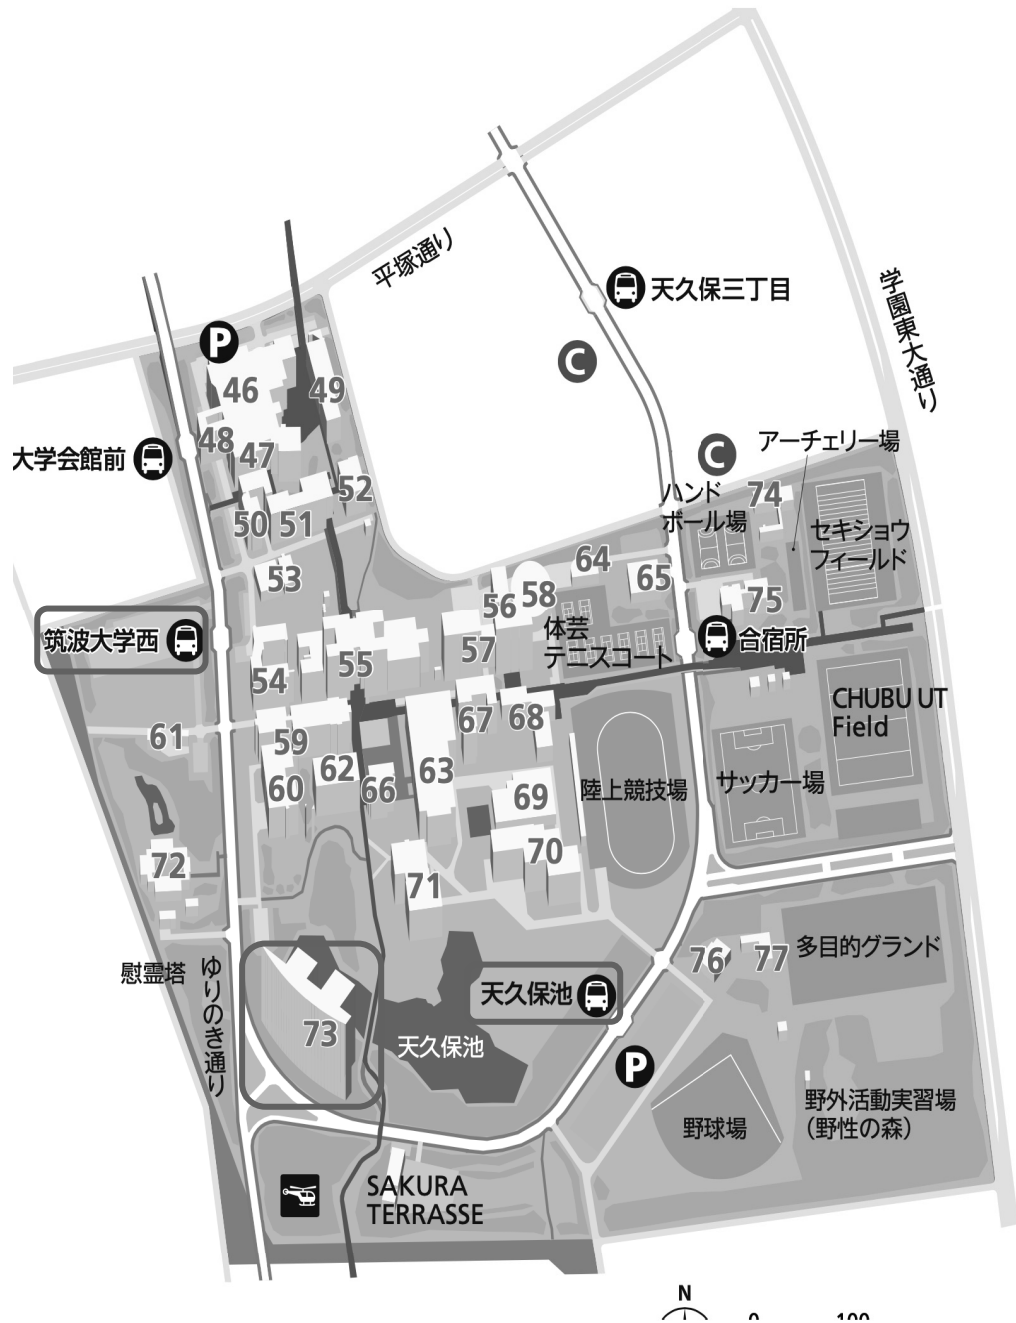 平塚通り
天久保三丁目
学園東大通り
P
C
46
49
大学会館前
48
47
C
アーチェリー場
52
ハンド
ボール場
74
50
51
セキショウ
フィールド
53
64
65
58
56
75
筑波大学西
体芸
テニスコート
57
合宿所
55
54
CHUBU UT
Field
61
59
67
68
62
60
66
63
69
陸上競技場
サッカー場
70
72
71
慰霊塔
ゆりのき通り
76
77
多目的グランド
天久保池
73
天久保池
P
野球場
野外活動実習場
(野性の森)
SAKURA
TERRASSE
N
0
100